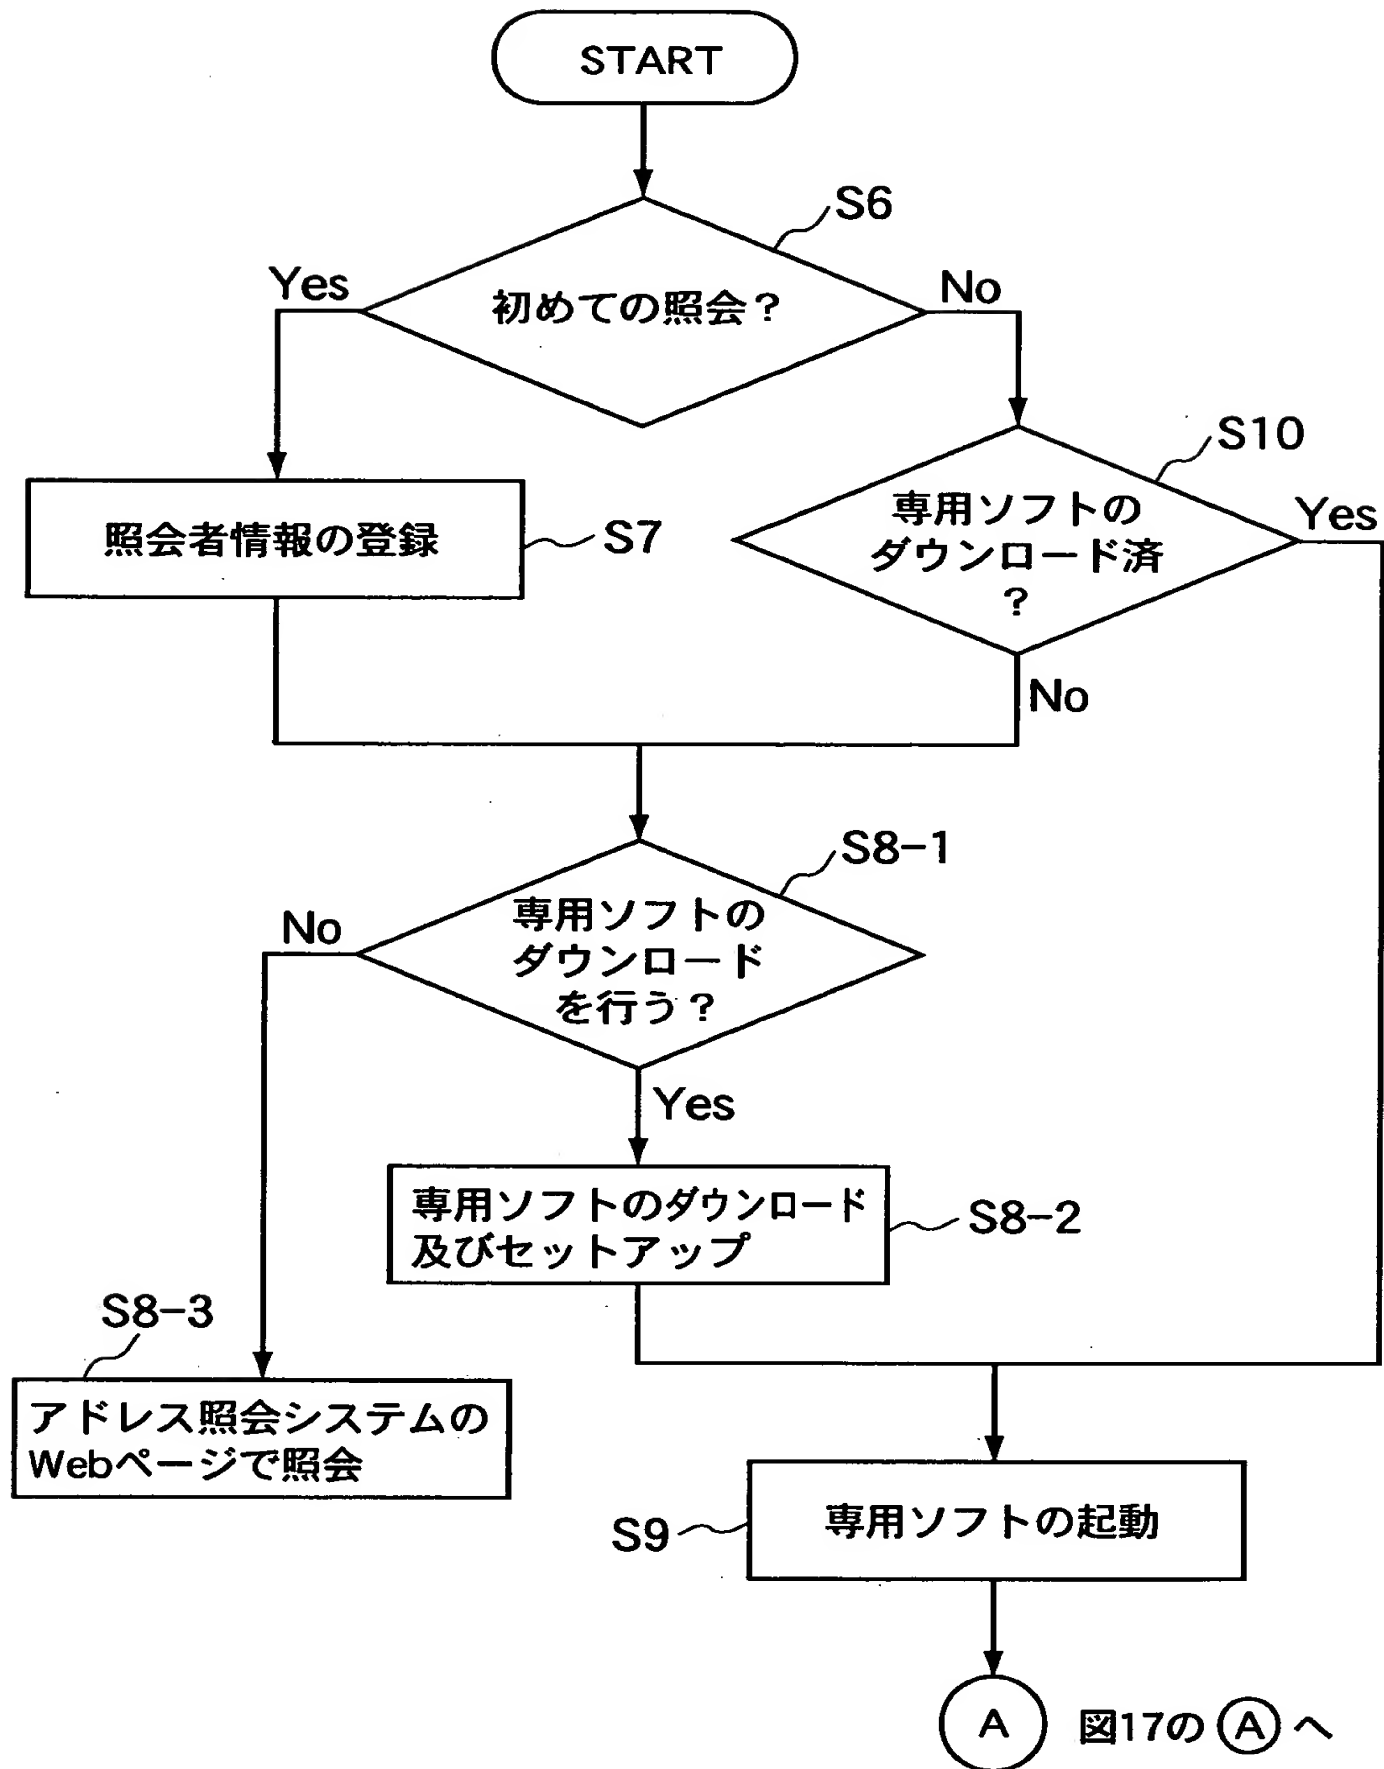 START
S6
Yes
初めての照会?
No
S10
照会者情報の登録
S7
専用ソフトの
ダウンロード済
?
Yes
No
S8-1
専用ソフトの
ダウンロード
を行う?
No
Yes
専用ソフトのダウンロード
及びセットアップ
S8-2
S8-3
アドレス照会システムの
Webページで照会
S9
専用ソフトの起動
A
図17の Ⓐ へ